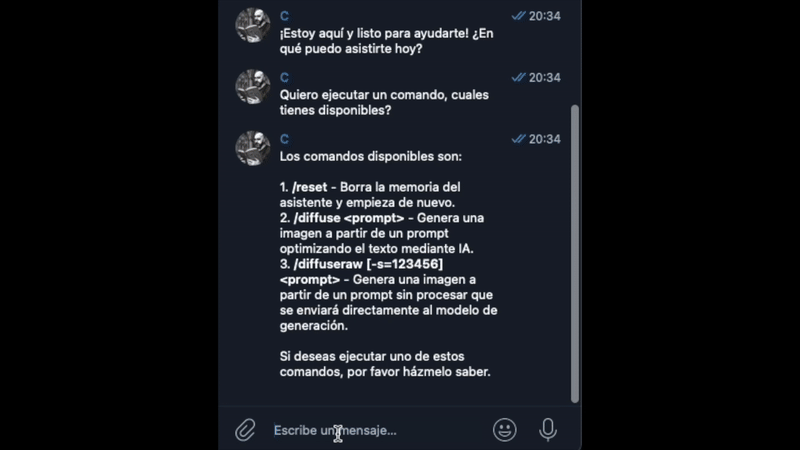 C 20:34
¡Estoy aquí y listo para ayudarte! ¿En
qué puedo asistirte hoy?
C 20:34
Quiero ejecutar un comando, cuales
tienes disponibles?
C 20:34
Los comandos disponibles son:
1. /reset - Borra la memoria del
asistente y empieza de nuevo.
2. /diffuse <prompt> - Genera una
imagen a partir de un prompt
optimizando el texto mediante IA.
3. /diffuseraw [-s=123456]
<prompt> - Genera una imagen a
partir de un prompt sin procesar que
se enviará directamente al modelo de
generación.
Si deseas ejecutar uno de estos
comandos, por favor házmelo saber.
Escribe un mensaje...